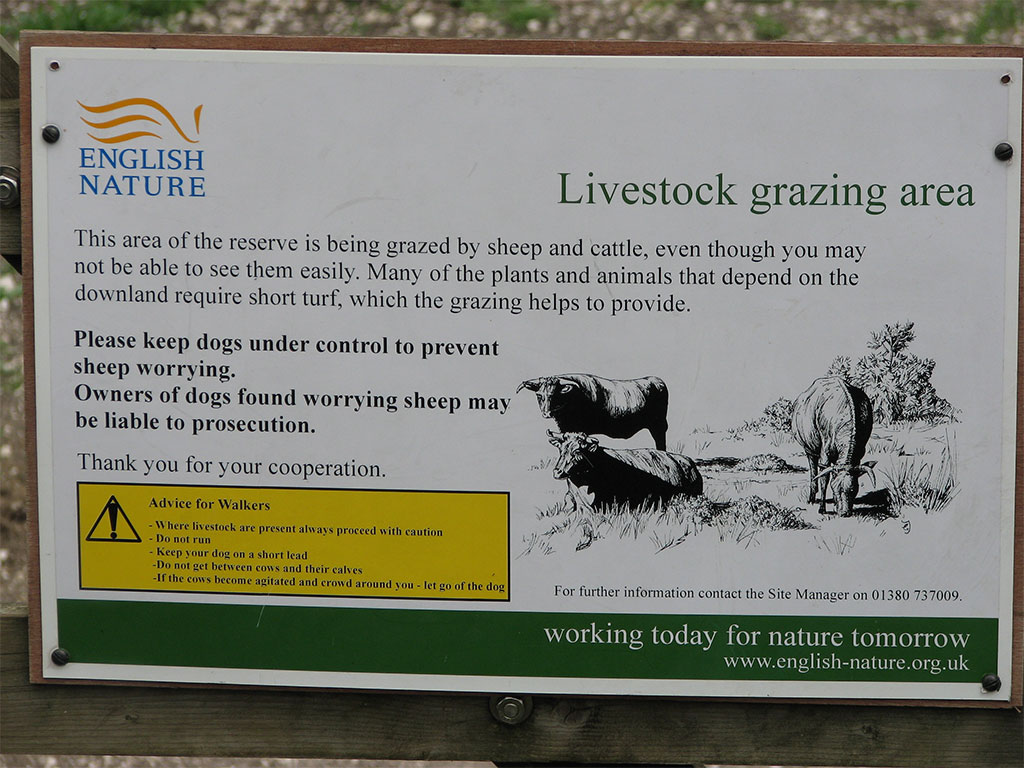 ENGLISH
NATURE
Livestock grazing area
This area of the reserve is being grazed by sheep and cattle, even though you may
not be able to see them easily. Many of the plants and animals that depend on the
downland require short turf, which the grazing helps to provide.
Please keep dogs under control to prevent
sheep worrying.
Owners of dogs found worrying sheep may
be liable to prosecution.
Thank you for your cooperation.
Advice for Walkers
- Where livestock are present always proceed with caution
- Do not run
- Keep your dog on a short lead
-Do not get between cows and their calves
-If the cows become agitated and crowd around you - let go of the dog
For further information contact the Site Manager on 01380 737009.
working today for nature tomorrow
www.english-nature.org.uk